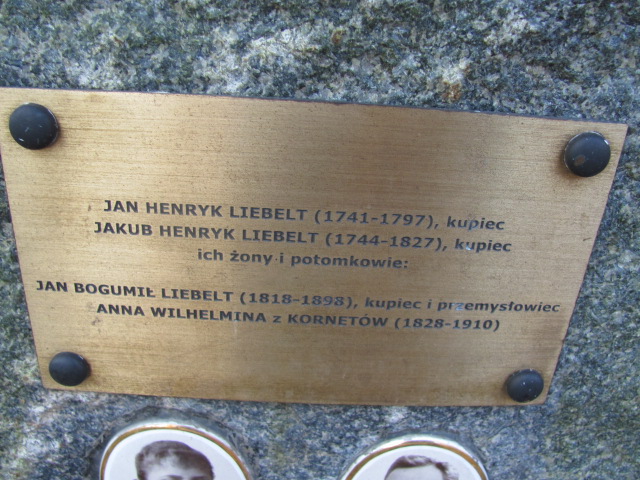 JAN HENRYK LIEBELT (1741-1797), kupiec
JAKUB HENRYK LIEBELT (1744-1827), kupiec
ich żony i potomkowie:
JAN BOGUMIŁ LIEBELT (1818-1898), kupiec i przemysłowiec
ANNA WILHELMINA z KORNETÓW (1828-1910)